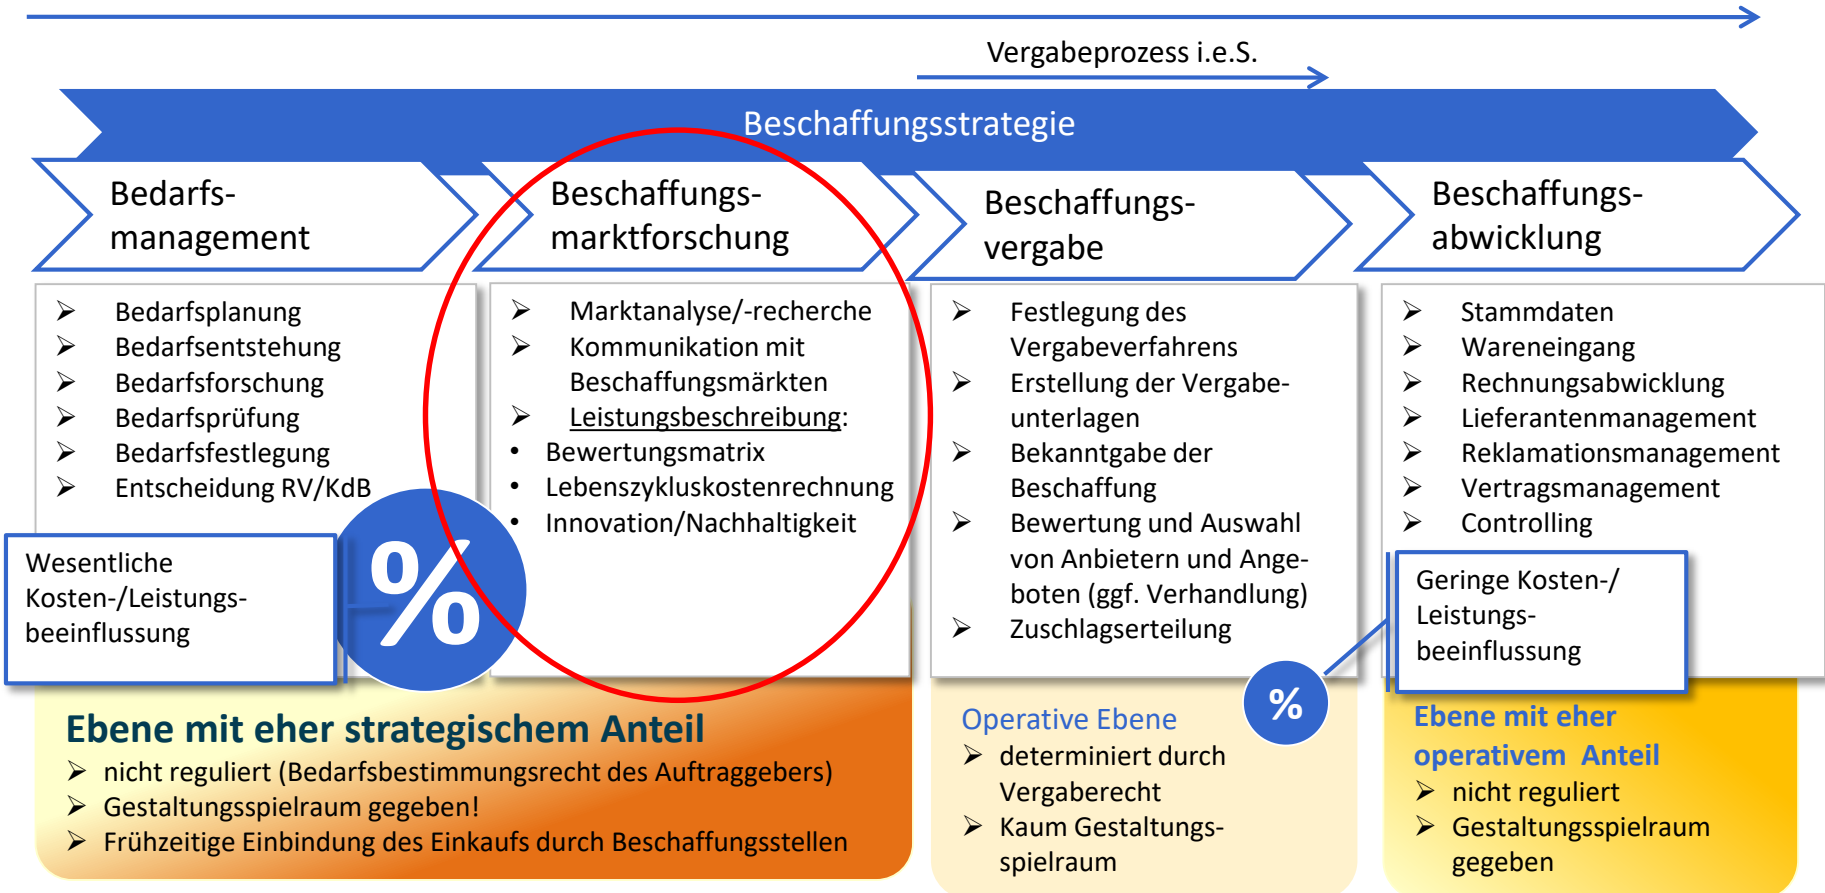 Vergabeprozess i.e.S.
Beschaffungsstrategie
Bedarfs-
management
Beschaffungs-
marktforschung
Beschaffungs-
vergabe
Beschaffungs-
abwicklung
Bedarfsplanung
Bedarfsentstehung
Bedarfsforschung
Bedarfsprüfung
Bedarfsfestlegung
Entscheidung RV/KdB
Wesentliche
Kosten-/Leistungs-
beeinflussung
%
Marktanalyse/-recherche
Kommunikation mit
Beschaffungsmärkten
Leistungsbeschreibung:
• Bewertungsmatrix
• Lebenszykluskostenrechnung
• Innovation/Nachhaltigkeit
Festlegung des
Vergabeverfahrens
Erstellung der Vergabe-
unterlagen
Bekanntgabe der
Beschaffung
Bewertung und Auswahl
von Anbietern und Ange-
boten (ggf. Verhandlung)
Zuschlagserteilung
%
Stammdaten
Wareneingang
Rechnungsabwicklung
Lieferantenmanagement
Reklamationsmanagement
Vertragsmanagement
Controlling
Geringe Kosten-/
Leistungs-
beeinflussung
Ebene mit eher strategischem Anteil
nicht reguliert (Bedarfsbestimmungsrecht des Auftraggebers)
Gestaltungsspielraum gegeben!
Frühzeitige Einbindung des Einkaufs durch Beschaffungsstellen
Operative Ebene
determiniert durch
Vergaberecht
Kaum Gestaltungs-
spielraum
Ebene mit eher
operativem Anteil
nicht reguliert
Gestaltungsspielraum
gegeben